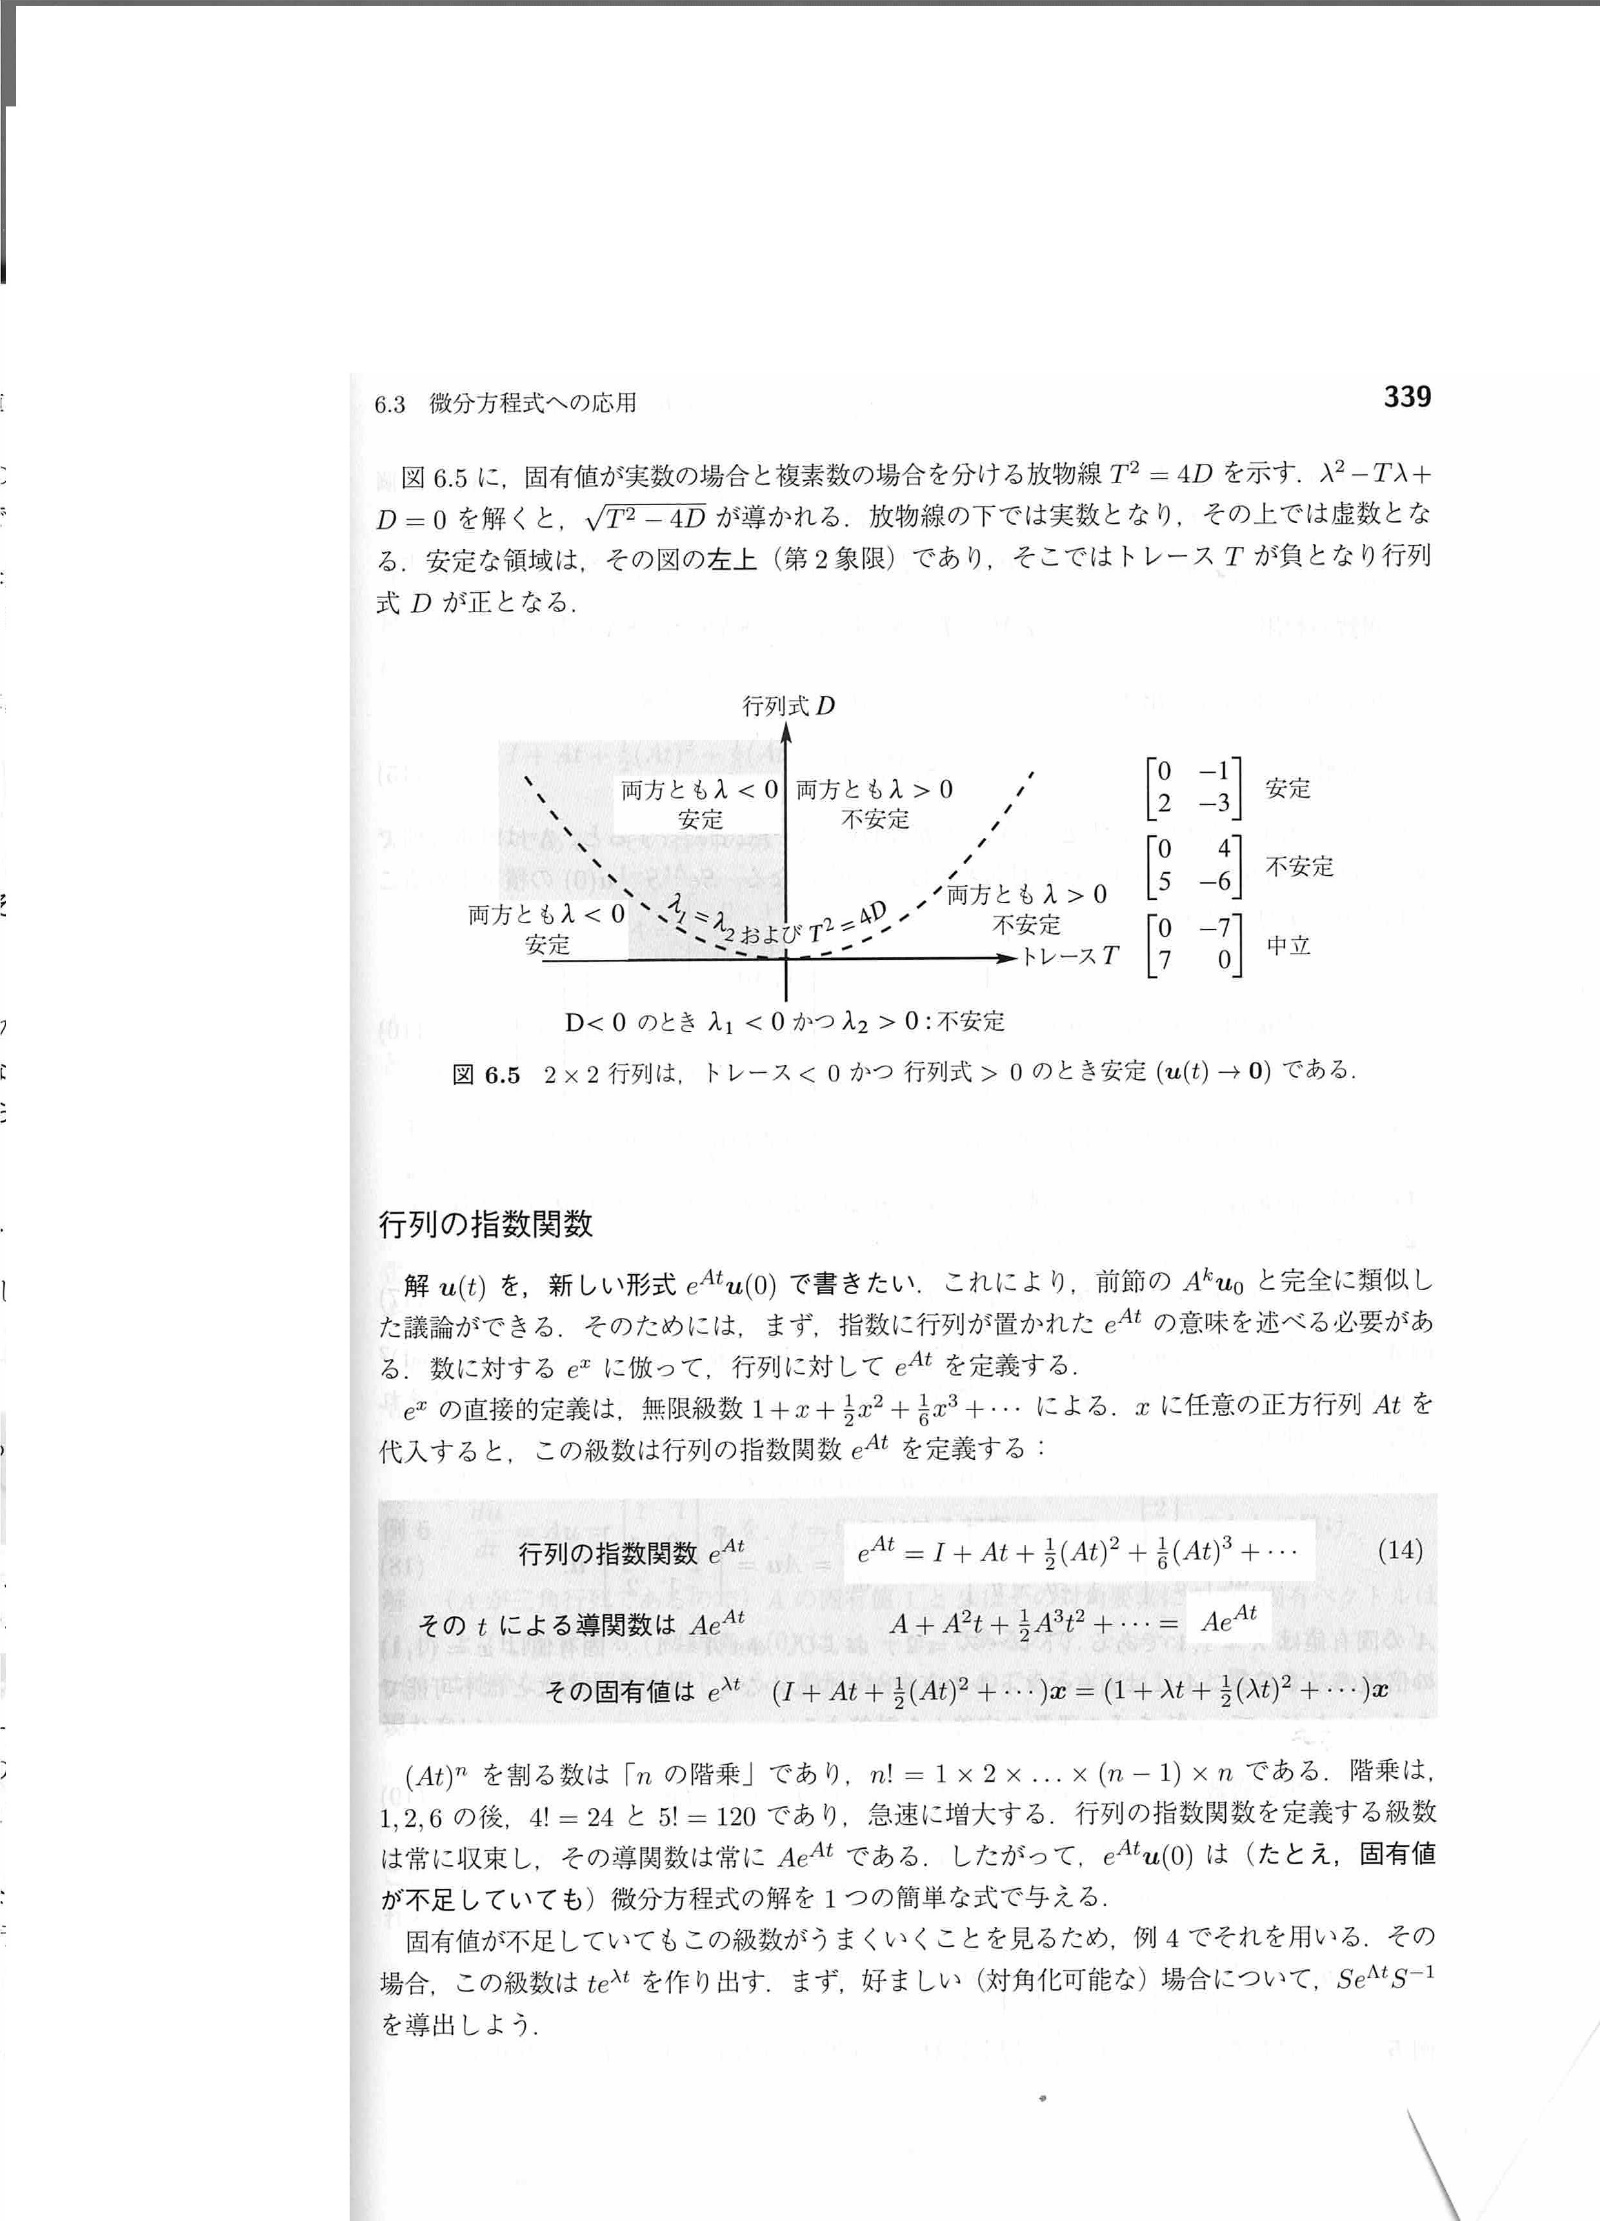 6.3 微分方程式への応用
339
図 6.5 に，固有値が実数の場合と複素数の場合を分ける放物線 T² = 4D を示す．λ² − Tλ +
D = 0 を解くと，√(T² − 4D) が導かれる．放物線の下では実数となり，その上では虚数とな
る．安定な領域は，その図の左上（第 2 象限）であり，そこではトレース T が負となり行列
式 D が正となる．
行列式 D
両方とも λ < 0
安定
両方とも λ > 0
不安定
両方とも λ < 0
安定
λ₁ = λ₂ および T² = 4D
両方とも λ > 0
不安定
トレース T
[0 −1]
[2 −3] 安定
[0 4]
[5 −6] 不安定
[0 −7]
[7 0] 中立
D< 0 のとき λ₁ < 0 かつ λ₂ > 0 : 不安定
図 6.5 2 × 2 行列は，トレース < 0 かつ 行列式 > 0 のとき安定 (u(t) → 0) である．
行列の指数関数
解 u(t) を，新しい形式 e^{At}u(0) で書きたい．これにより，前節の A^k u₀ と完全に類似し
た議論ができる．そのためには，まず，指数に行列が置かれた e^{At} の意味を述べる必要があ
る．数に対する e^x に倣って，行列に対して e^{At} を定義する．
e^x の直接的定義は，無限級数 1 + x + ½x² + ⅙x³ + ⋯ による．x に任意の正方行列 At を
代入すると，この級数は行列の指数関数 e^{At} を定義する：
行列の指数関数 e^{At} e^{At} = I + At + ½(At)² + ⅙(At)³ + ⋯ (14)
その t による導関数は Ae^{At} A + A²t + ½A³t² + ⋯ = Ae^{At}
その固有値は e^{λt} (I + At + ½(At)² + ⋯)x = (1 + λt + ½(λt)² + ⋯)x
(At)^n を割る数は「n の階乗」であり，n! = 1 × 2 × … × (n − 1) × n である．階乗は，
1, 2, 6 の後，4! = 24 と 5! = 120 であり，急速に増大する．行列の指数関数を定義する級数
は常に収束し，その導関数は常に Ae^{At} である．したがって，e^{At}u(0) は（たとえ，固有値
が不足していても）微分方程式の解を 1 つの簡単な式で与える．
固有値が不足していてもこの級数がうまくいくことを見るため，例 4 でそれを用いる．その
場合，この級数は te^{λt} を作り出す．まず，好ましい（対角化可能な）場合について，Se^{Λt}S^{−1}
を導出しよう．